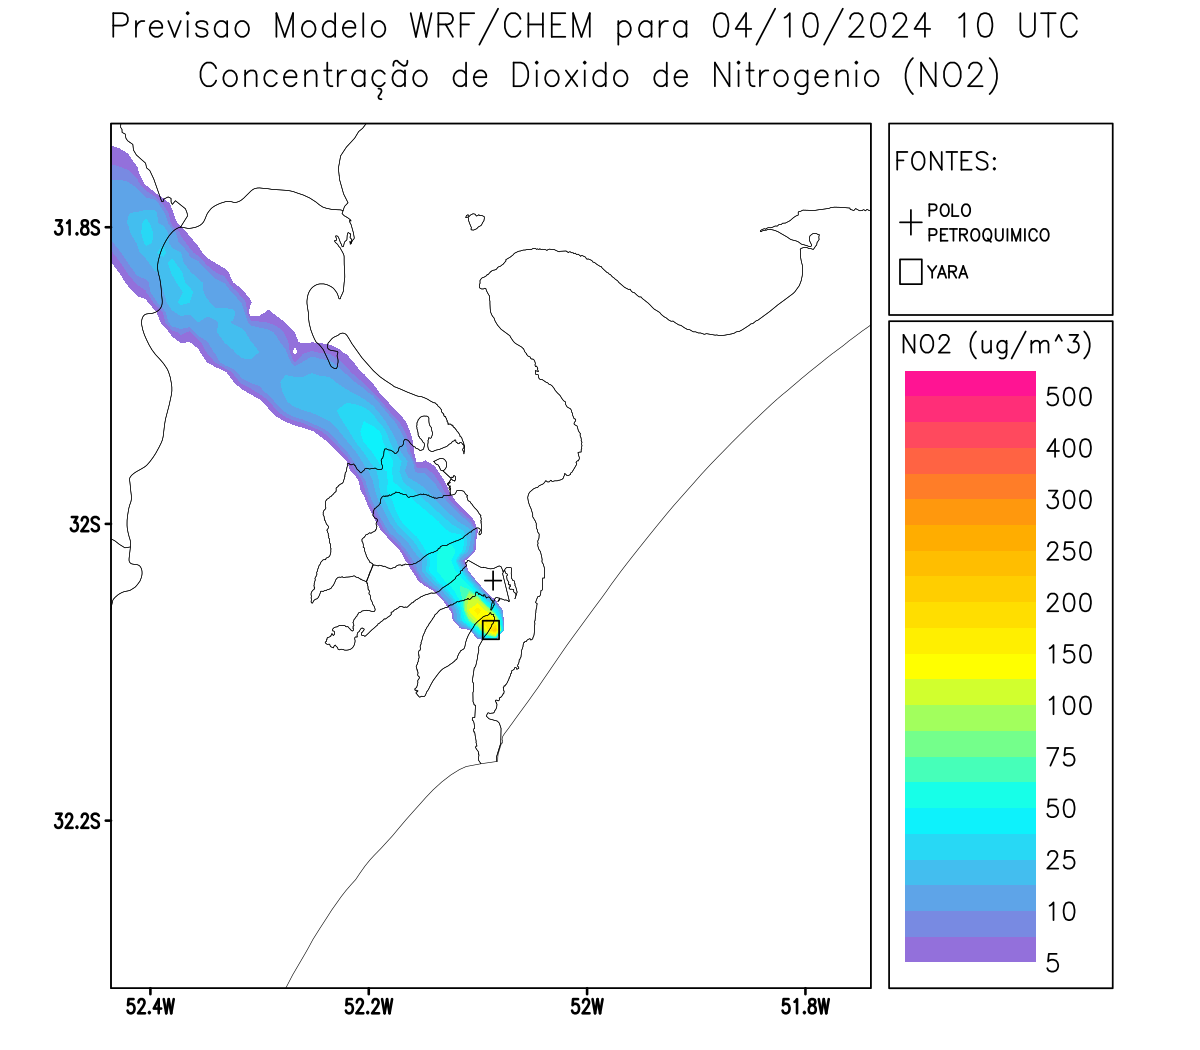 Previsao Modelo WRF/CHEM para 04/10/2024 10 UTC
Concentração de Dioxido de Nitrogenio (NO2)
FONTES:
POLO
PETROQUIMICO
YARA
NO2 (ug/m^3)
500
400
300
250
200
150
100
75
50
25
10
5
31.8S
32S
32.2S
52.4W
52.2W
52W
51.8W